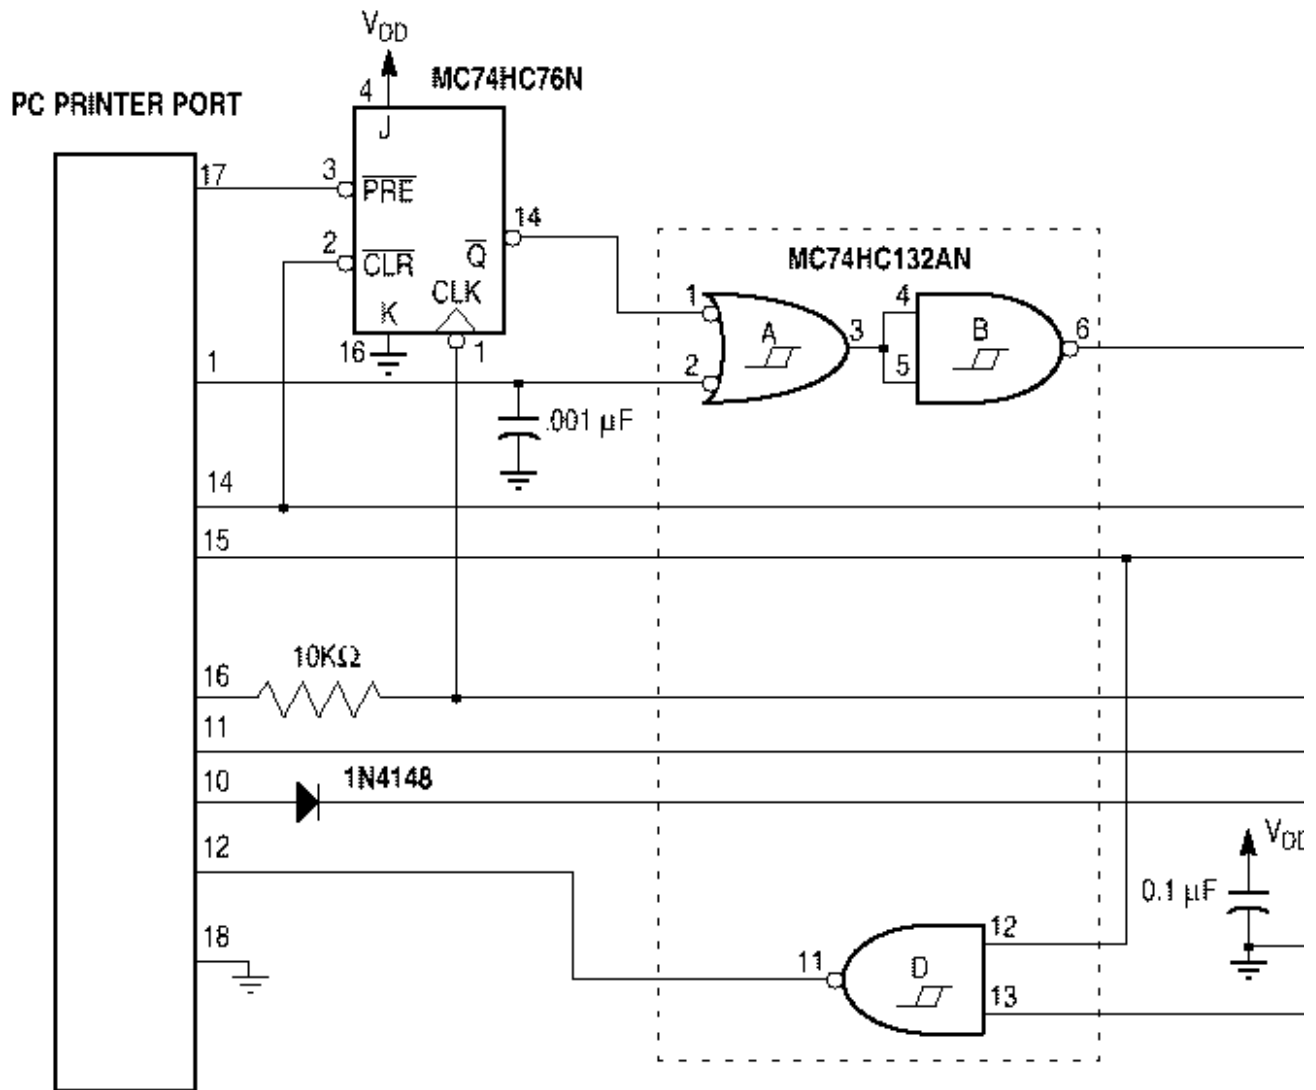 V_DD
4
MC74HC76N
PC PRINTER PORT
J
17
3
PRE
14
2
CLR
Q
MC74HC132AN
CLK
K
1
A
3
4
B
6
16
1
1
2
5
.001 µF
14
15
10KΩ
16
11
10
1N4148
12
V_DD
0.1 µF
18
12
11
D
13